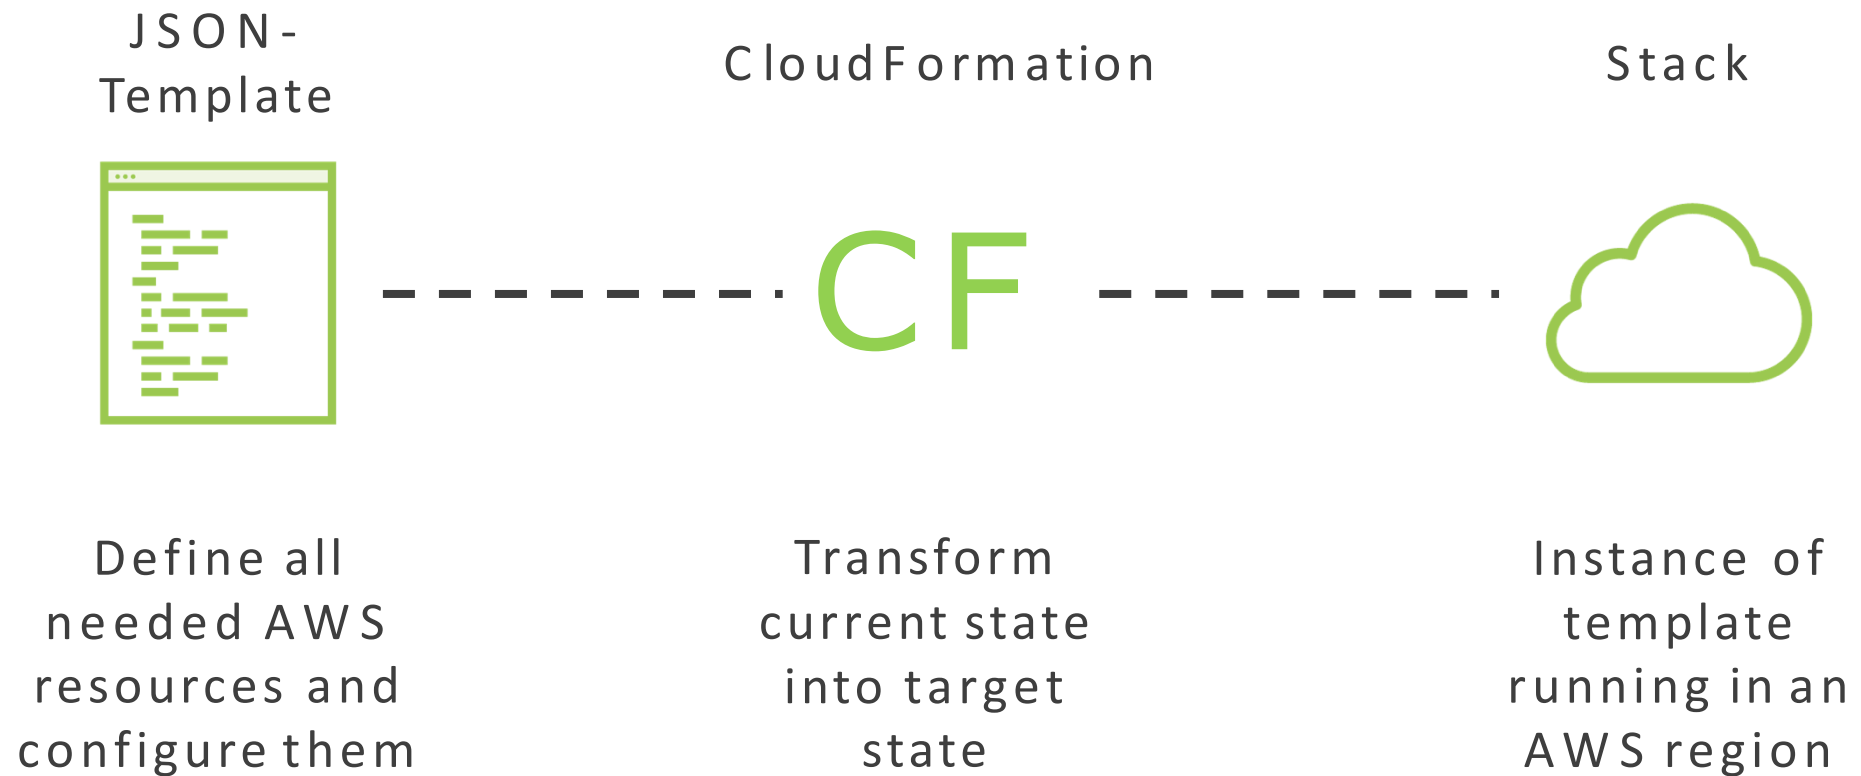 JSON-
Template
CloudFormation
Stack
CF
Define all
needed AWS
resources and
configure them
Transform
current state
into target
state
Instance of
template
running in an
AWS region